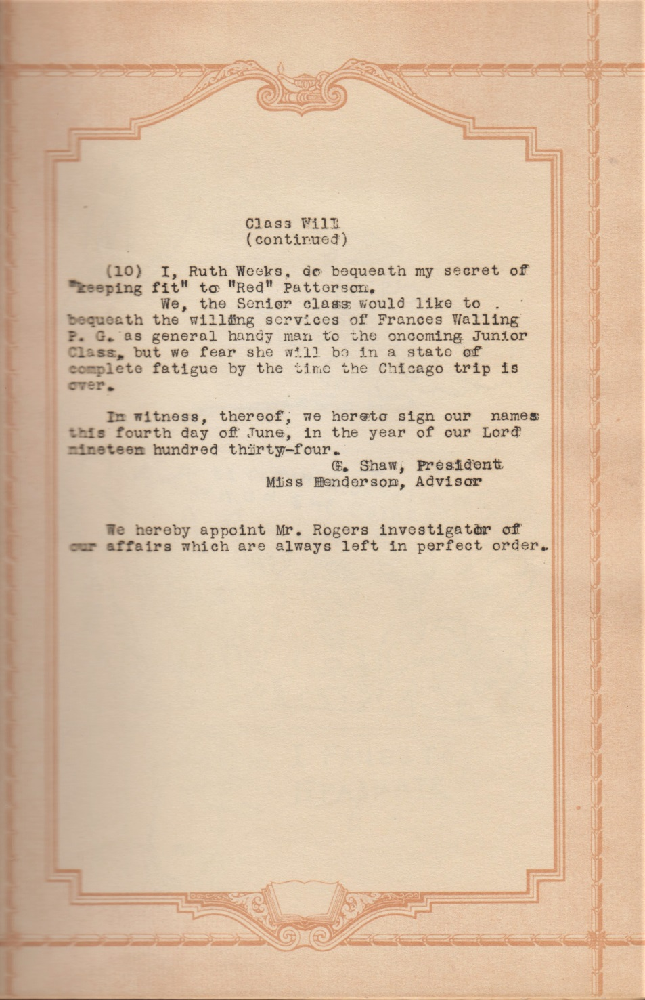 Class Will
(continued)
(10) I, Ruth Weeks, do bequeath my secret of
"keeping fit" to "Red" Patterson.
We, the Senior class would like to .
bequeath the willing services of Frances Walling
P. G. as general handy man to the oncoming Junior
Class, but we fear she will be in a state of
complete fatigue by the time the Chicago trip is
over.
In witness, thereof, we hereto sign our names
this fourth day of June, in the year of our Lord
nineteen hundred thirty-four.
G. Shaw, President
Miss Henderson, Advisor
We hereby appoint Mr. Rogers investigator of
our affairs which are always left in perfect order.